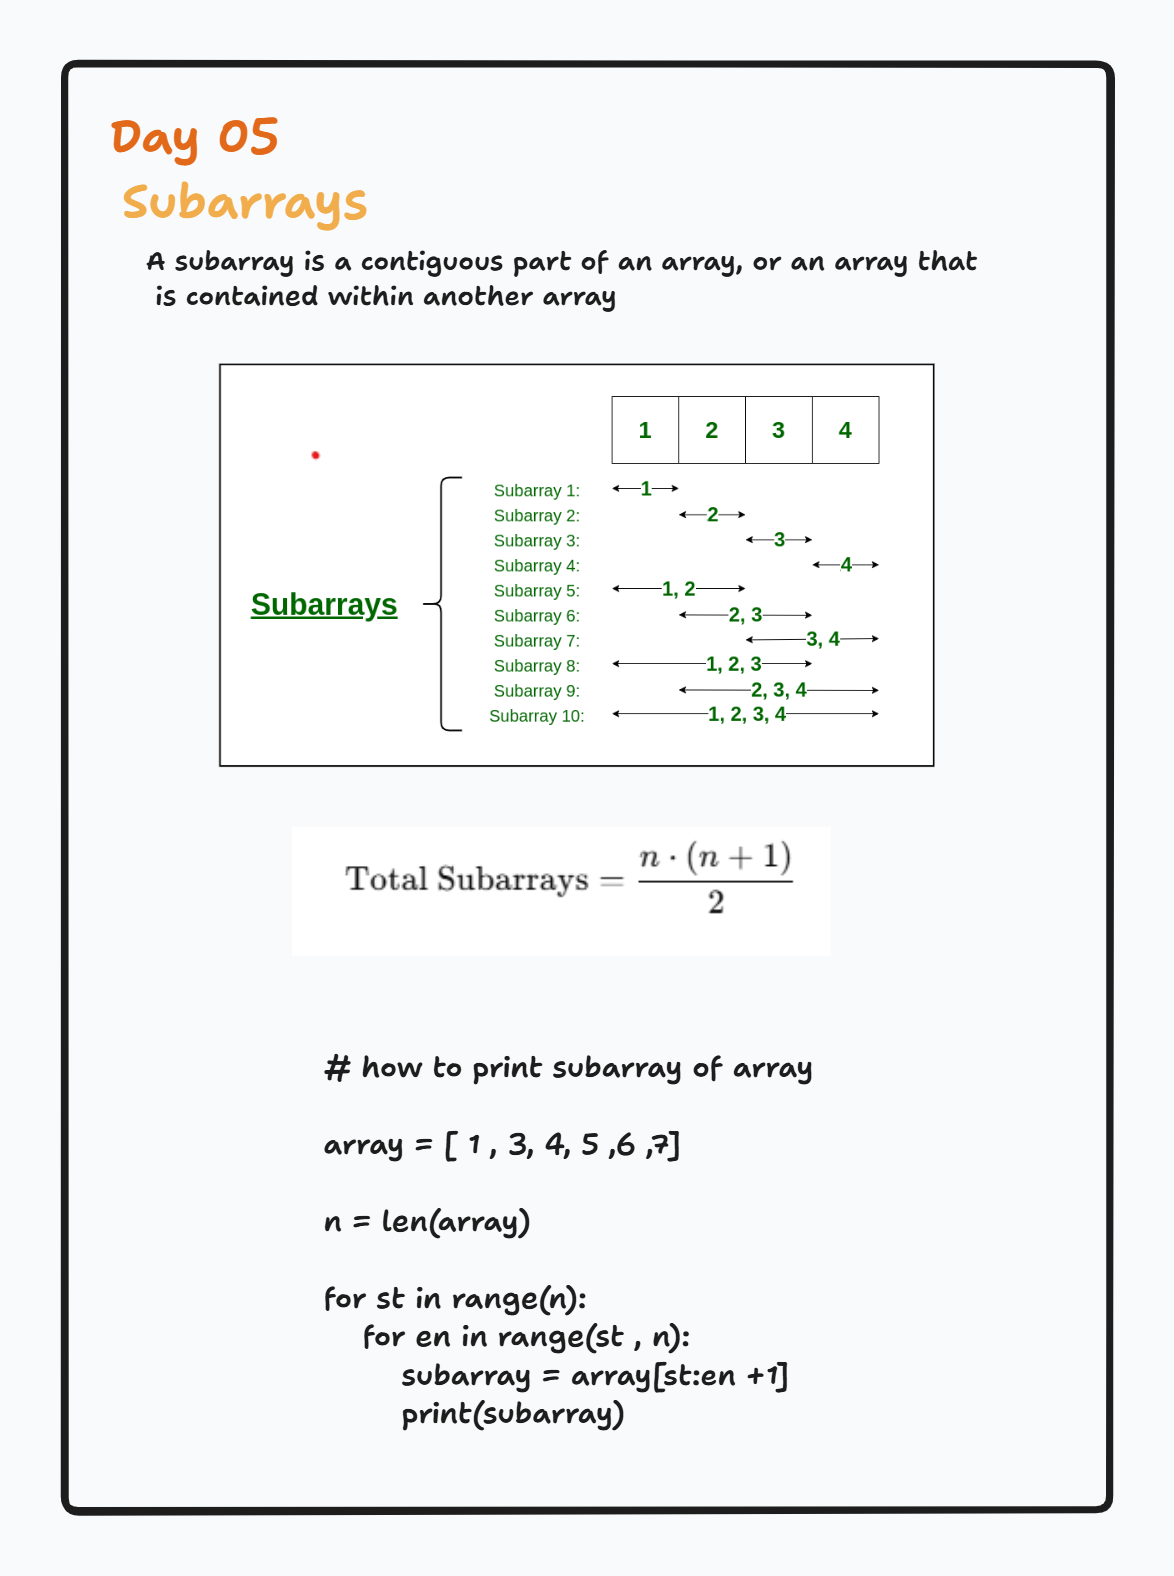 Day 05
Subarrays
A subarray is a contiguous part of an array, or an array that
is contained within another array
1 2 3 4
Subarray 1: 1
Subarray 2: 2
Subarray 3: 3
Subarray 4: 4
Subarray 5: 1, 2
Subarrays
Subarray 6: 2, 3
Subarray 7: 3, 4
Subarray 8: 1, 2, 3
Subarray 9: 2, 3, 4
Subarray 10: 1, 2, 3, 4
Total Subarrays = n · (n + 1) / 2
# how to print subarray of array
array = [ 1 , 3, 4, 5 ,6 ,7]
n = len(array)
for st in range(n):
for en in range(st , n):
subarray = array[st:en +1]
print(subarray)